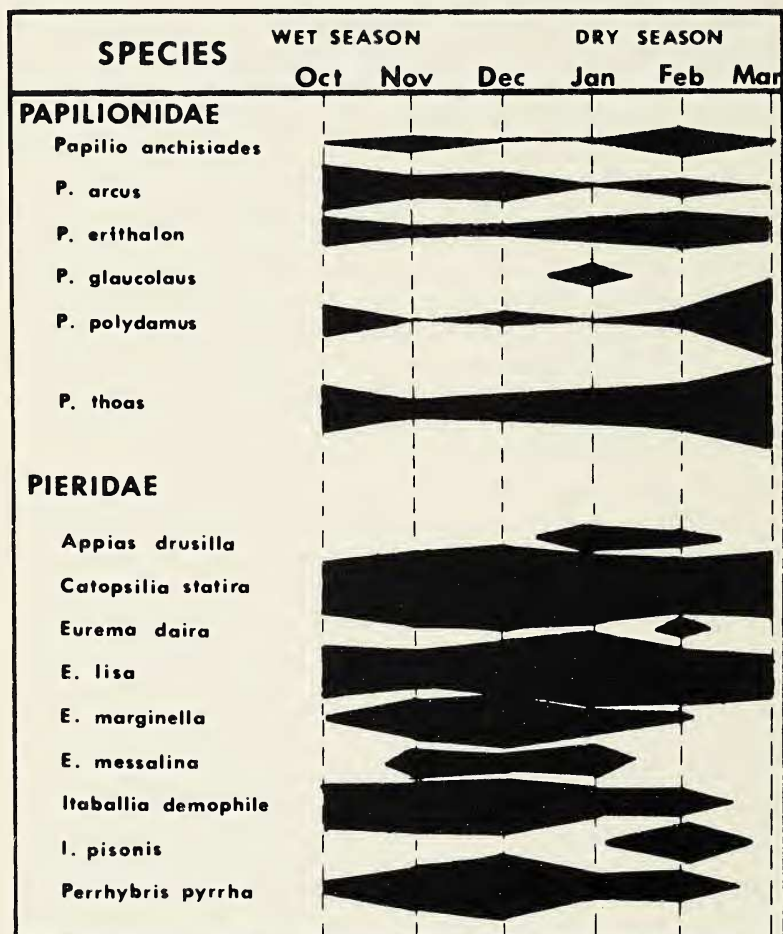 WET SEASON DRY SEASON
SPECIES
Oct Nov Dec Jan Feb Mar
PAPILIONIDAE
Papilio anchisiades
P. arcus
P. erithalon
P. glaucolaus
P. polydamus
P. thoas
PIERIDAE
Appias drusilla
Catopsilia statira
Eurema daira
E. lisa
E. marginella
E. messalina
Itaballia demophile
I. pisonis
Perrhybris pyrrha